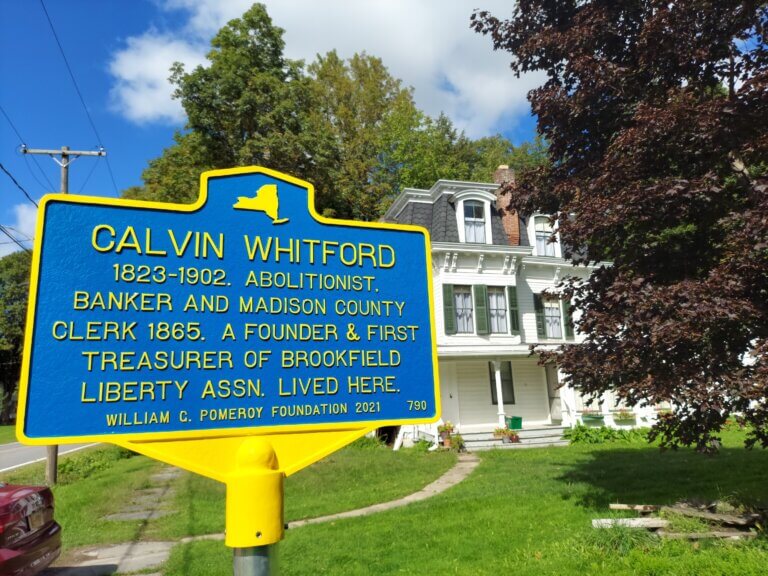 CALVIN WHITFORD
1823-1902. ABOLITIONIST,
BANKER AND MADISON COUNTY
CLERK 1865. A FOUNDER & FIRST
TREASURER OF BROOKFIELD
LIBERTY ASSN. LIVED HERE.
WILLIAM G. POMEROY FOUNDATION 2021 790